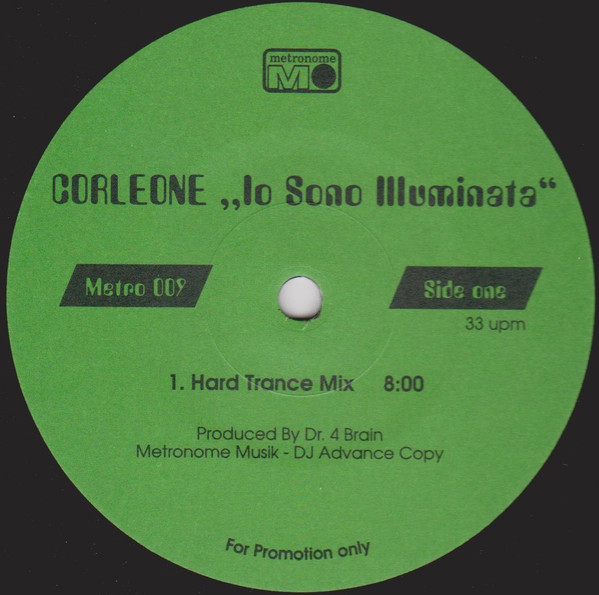 metronome
MO
CORLEONE „Io Sono Illuminata“
Metro 009
Side one
33 upm
1. Hard Trance Mix 8:00
Produced By Dr. 4 Brain
Metronome Musik - DJ Advance Copy
For Promotion only